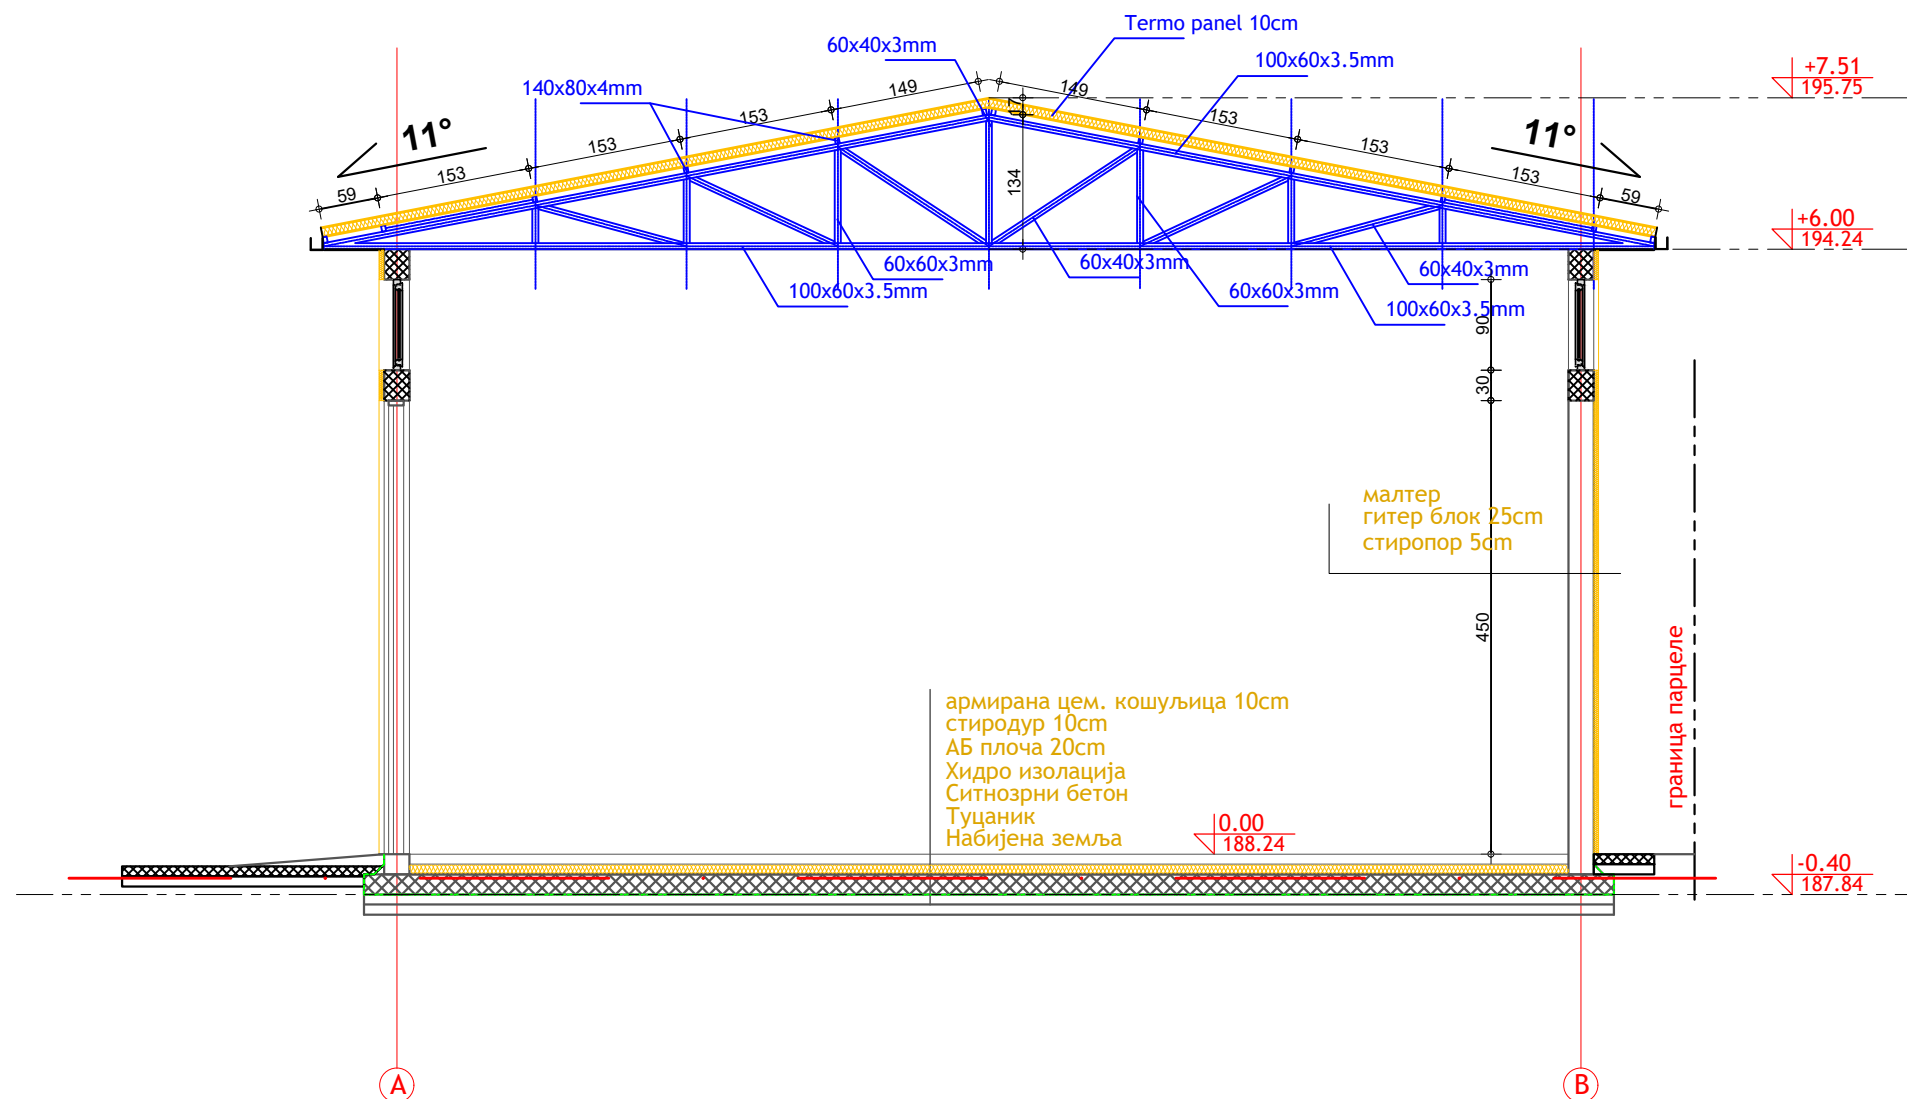 Termo panel 10cm
60x40x3mm
100x60x3.5mm
140x80x4mm
+7.51
195.75
149
149
153
153
153
153
153
153
59
59
11°
11°
17
134
+6.00
194.24
60x60x3mm
60x40x3mm
60x40x3mm
100x60x3.5mm
60x60x3mm
100x60x3.5mm
90
30
450
малтер
гитер блок 25cm
стиропор 5cm
граница парцеле
армирана цем. кошуљица 10cm
стиродур 10cm
АБ плоча 20cm
Хидро изолација
Ситнозрни бетон
Туцаник
Набијена земља
0.00
188.24
-0.40
187.84
A
B